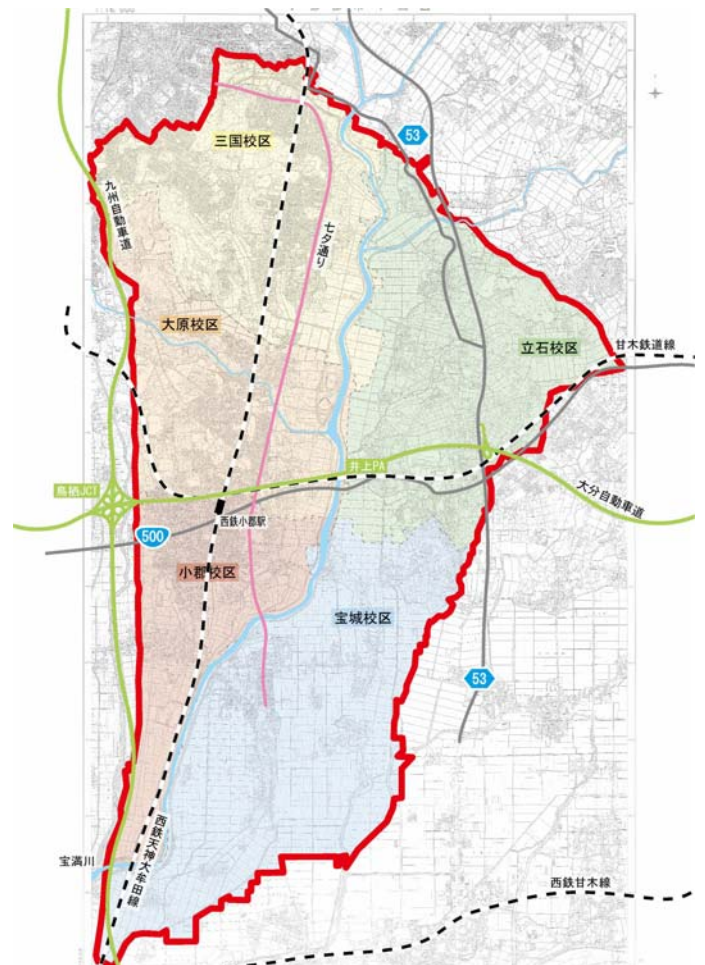 53
三国校区
九州自動車道
七夕通り
大原校区
立石校区
甘木鉄道線
井上PA
鳥栖JCT
大分自動車道
西鉄小郡駅
500
小郡校区
宝城校区
53
西鉄天神大牟田線
宝満川
西鉄甘木線